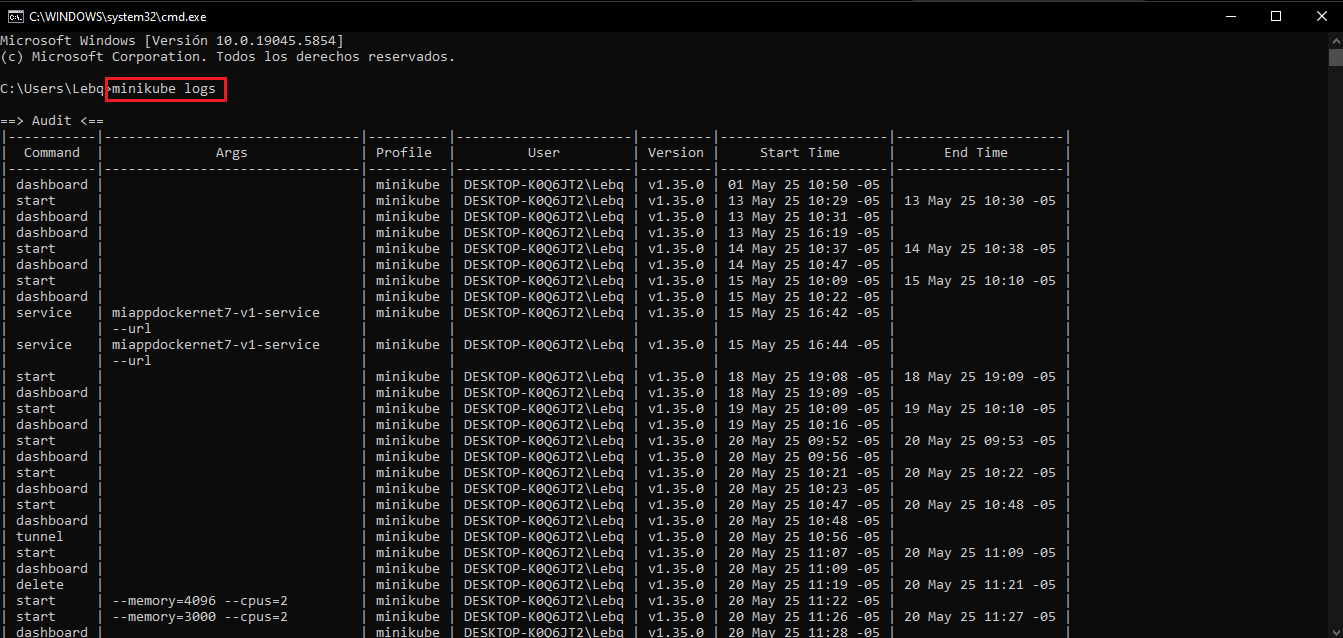 C:\WINDOWS\system32\cmd.exe
Microsoft Windows [Versión 10.0.19045.5854]
(c) Microsoft Corporation. Todos los derechos reservados.
C:\Users\Lebq>minikube logs
==> Audit <==
|-----------|--------------------------------|----------|----------------------|---------|---------------------|---------------------|
| Command | Args | Profile | User | Version | Start Time | End Time |
|-----------|--------------------------------|----------|----------------------|---------|---------------------|---------------------|
| dashboard | | minikube | DESKTOP-K0Q6JT2\Lebq | v1.35.0 | 01 May 25 10:50 -05 | |
| start | | minikube | DESKTOP-K0Q6JT2\Lebq | v1.35.0 | 13 May 25 10:29 -05 | 13 May 25 10:30 -05 |
| dashboard | | minikube | DESKTOP-K0Q6JT2\Lebq | v1.35.0 | 13 May 25 10:31 -05 | |
| dashboard | | minikube | DESKTOP-K0Q6JT2\Lebq | v1.35.0 | 13 May 25 16:19 -05 | |
| start | | minikube | DESKTOP-K0Q6JT2\Lebq | v1.35.0 | 14 May 25 10:37 -05 | 14 May 25 10:38 -05 |
| dashboard | | minikube | DESKTOP-K0Q6JT2\Lebq | v1.35.0 | 14 May 25 10:47 -05 | |
| start | | minikube | DESKTOP-K0Q6JT2\Lebq | v1.35.0 | 15 May 25 10:09 -05 | 15 May 25 10:10 -05 |
| dashboard | | minikube | DESKTOP-K0Q6JT2\Lebq | v1.35.0 | 15 May 25 10:22 -05 | |
| service | miappdockernet7-v1-service | minikube | DESKTOP-K0Q6JT2\Lebq | v1.35.0 | 15 May 25 16:42 -05 | |
| | --url | | | | | |
| service | miappdockernet7-v1-service | minikube | DESKTOP-K0Q6JT2\Lebq | v1.35.0 | 15 May 25 16:44 -05 | |
| | --url | | | | | |
| start | | minikube | DESKTOP-K0Q6JT2\Lebq | v1.35.0 | 18 May 25 19:08 -05 | 18 May 25 19:09 -05 |
| dashboard | | minikube | DESKTOP-K0Q6JT2\Lebq | v1.35.0 | 18 May 25 19:09 -05 | |
| start | | minikube | DESKTOP-K0Q6JT2\Lebq | v1.35.0 | 19 May 25 10:09 -05 | 19 May 25 10:10 -05 |
| dashboard | | minikube | DESKTOP-K0Q6JT2\Lebq | v1.35.0 | 19 May 25 10:16 -05 | |
| start | | minikube | DESKTOP-K0Q6JT2\Lebq | v1.35.0 | 20 May 25 09:52 -05 | 20 May 25 09:53 -05 |
| dashboard | | minikube | DESKTOP-K0Q6JT2\Lebq | v1.35.0 | 20 May 25 09:56 -05 | |
| start | | minikube | DESKTOP-K0Q6JT2\Lebq | v1.35.0 | 20 May 25 10:21 -05 | 20 May 25 10:22 -05 |
| dashboard | | minikube | DESKTOP-K0Q6JT2\Lebq | v1.35.0 | 20 May 25 10:23 -05 | |
| start | | minikube | DESKTOP-K0Q6JT2\Lebq | v1.35.0 | 20 May 25 10:47 -05 | 20 May 25 10:48 -05 |
| dashboard | | minikube | DESKTOP-K0Q6JT2\Lebq | v1.35.0 | 20 May 25 10:48 -05 | |
| tunnel | | minikube | DESKTOP-K0Q6JT2\Lebq | v1.35.0 | 20 May 25 10:56 -05 | |
| start | | minikube | DESKTOP-K0Q6JT2\Lebq | v1.35.0 | 20 May 25 11:07 -05 | 20 May 25 11:09 -05 |
| dashboard | | minikube | DESKTOP-K0Q6JT2\Lebq | v1.35.0 | 20 May 25 11:09 -05 | |
| delete | | minikube | DESKTOP-K0Q6JT2\Lebq | v1.35.0 | 20 May 25 11:19 -05 | 20 May 25 11:21 -05 |
| start | --memory=4096 --cpus=2 | minikube | DESKTOP-K0Q6JT2\Lebq | v1.35.0 | 20 May 25 11:22 -05 | |
| start | --memory=3000 --cpus=2 | minikube | DESKTOP-K0Q6JT2\Lebq | v1.35.0 | 20 May 25 11:26 -05 | 20 May 25 11:27 -05 |
| dashboard | | minikube | DESKTOP-K0Q6JT2\Lebq | v1.35.0 | 20 May 25 11:28 -05 | |